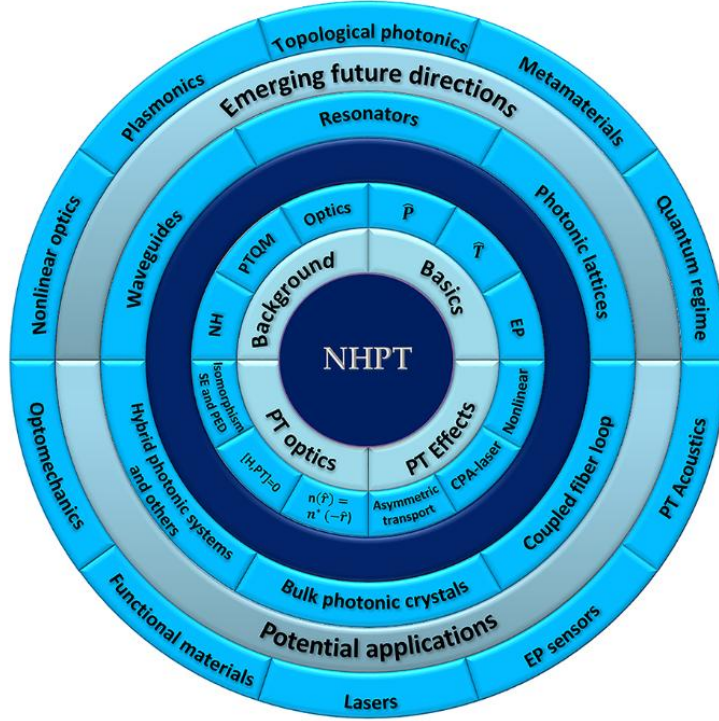 Topological photonics
Plasmonics
Metamaterials
Emerging future directions
Nonlinear optics
Quantum regime
Resonators
Waveguides
Photonic lattices
Optics
P̂
PTQM
T̂
NH
EP
Background
Basics
NHPT
PT optics
PT Effects
Isomorphism
SE and PED
Nonlinear
[H,PT]=0
CPA-laser
n(r̂) =
n*(−r̂)
Asymmetric
transport
Hybrid photonic systems
and others
Coupled fiber loop
Bulk photonic crystals
Potential applications
Optomechanics
PT Acoustics
Functional materials
EP sensors
Lasers